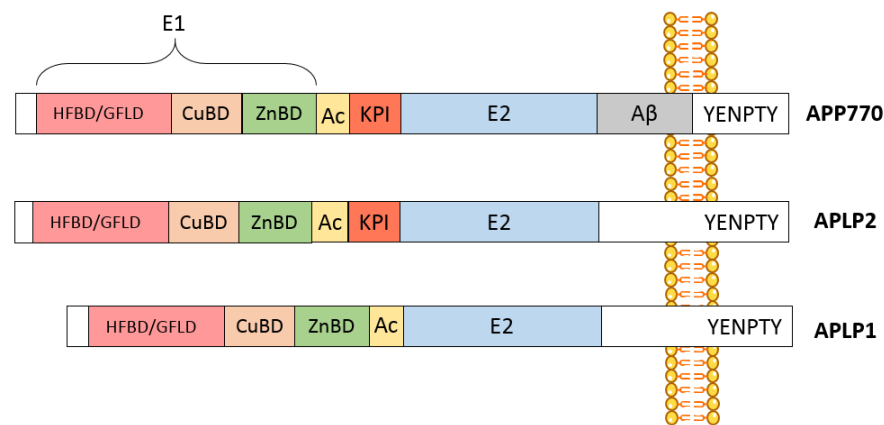 E1
HFBD/GFLD CuBD ZnBD Ac KPI E2 Aβ YENPTY APP770
HFBD/GFLD CuBD ZnBD Ac KPI E2 YENPTY APLP2
HFBD/GFLD CuBD ZnBD Ac E2 YENPTY APLP1